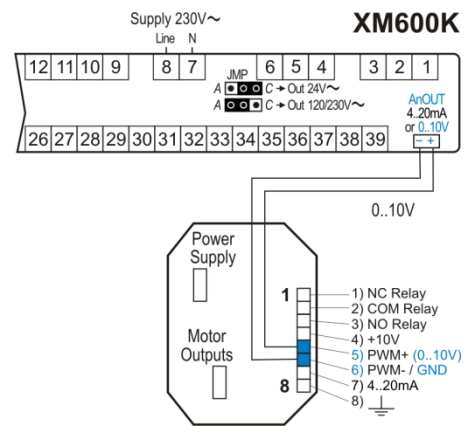 Supply 230V~
XM600K
Line N
12 11 10 9 8 7 6 5 4 3 2 1
JMP
A C → Out 24V~
A C → Out 120/230V~
AnOUT
4..20mA
or 0..10V
- +
26 27 28 29 30 31 32 33 34 35 36 37 38 39
0..10V
Power
Supply
1
1) NC Relay
2) COM Relay
3) NO Relay
4) +10V
Motor
Outputs
5) PWM+ (0..10V)
6) PWM- / GND
7) 4..20mA
8
8)